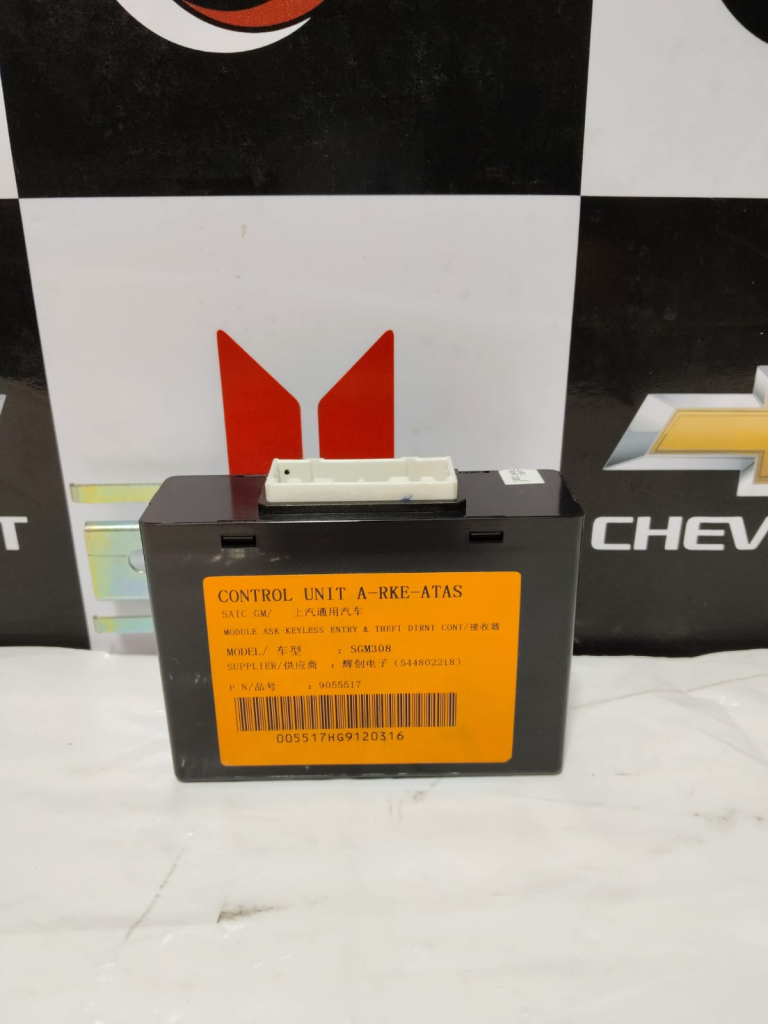 T
CHEV
CONTROL UNIT A-RKE-ATAS
SAIC GM/ 上汽通用汽车
MODULE ASK-KEYLESS ENTRY & THEFT DTRNT CONT/接收器
MODEL/ 车型 : SGM308
SUPPLIER/供应商 : 辉创电子 (544802218)
P N/品号 : 9055517
005517HG9120316